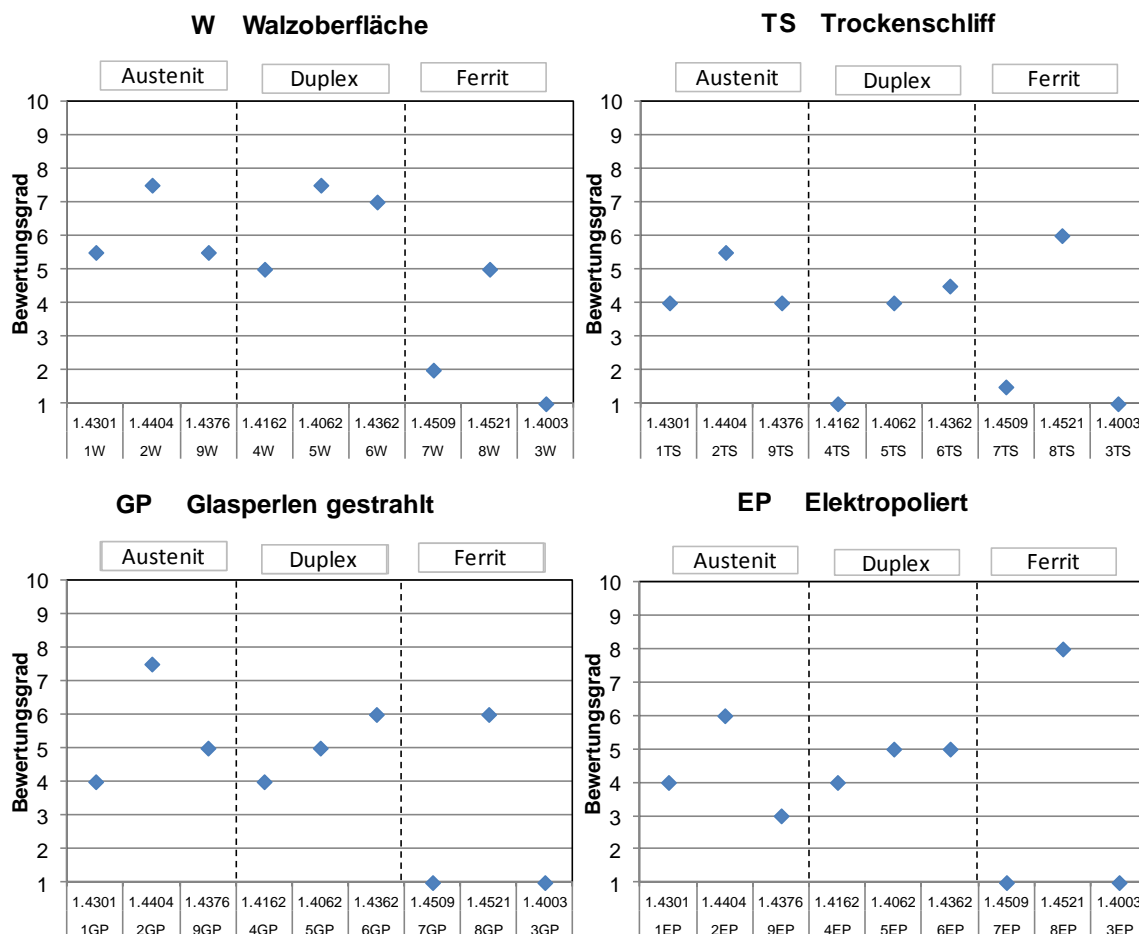 W Walzoberfläche
Austenit Duplex Ferrit
Bewertungsgrad
10
9
8
7
6
5
4
3
2
1
1.4301 1.4404 1.4376 1.4162 1.4062 1.4362 1.4509 1.4521 1.4003
1W 2W 9W 4W 5W 6W 7W 8W 3W
TS Trockenschliff
Austenit Duplex Ferrit
Bewertungsgrad
10
9
8
7
6
5
4
3
2
1
1.4301 1.4404 1.4376 1.4162 1.4062 1.4362 1.4509 1.4521 1.4003
1TS 2TS 9TS 4TS 5TS 6TS 7TS 8TS 3TS
GP Glasperlen gestrahlt
Austenit Duplex Ferrit
Bewertungsgrad
10
9
8
7
6
5
4
3
2
1
1.4301 1.4404 1.4376 1.4162 1.4062 1.4362 1.4509 1.4521 1.4003
1GP 2GP 9GP 4GP 5GP 6GP 7GP 8GP 3GP
EP Elektropoliert
Austenit Duplex Ferrit
Bewertungsgrad
10
9
8
7
6
5
4
3
2
1
1.4301 1.4404 1.4376 1.4162 1.4062 1.4362 1.4509 1.4521 1.4003
1EP 2EP 9EP 4EP 5EP 6EP 7EP 8EP 3EP